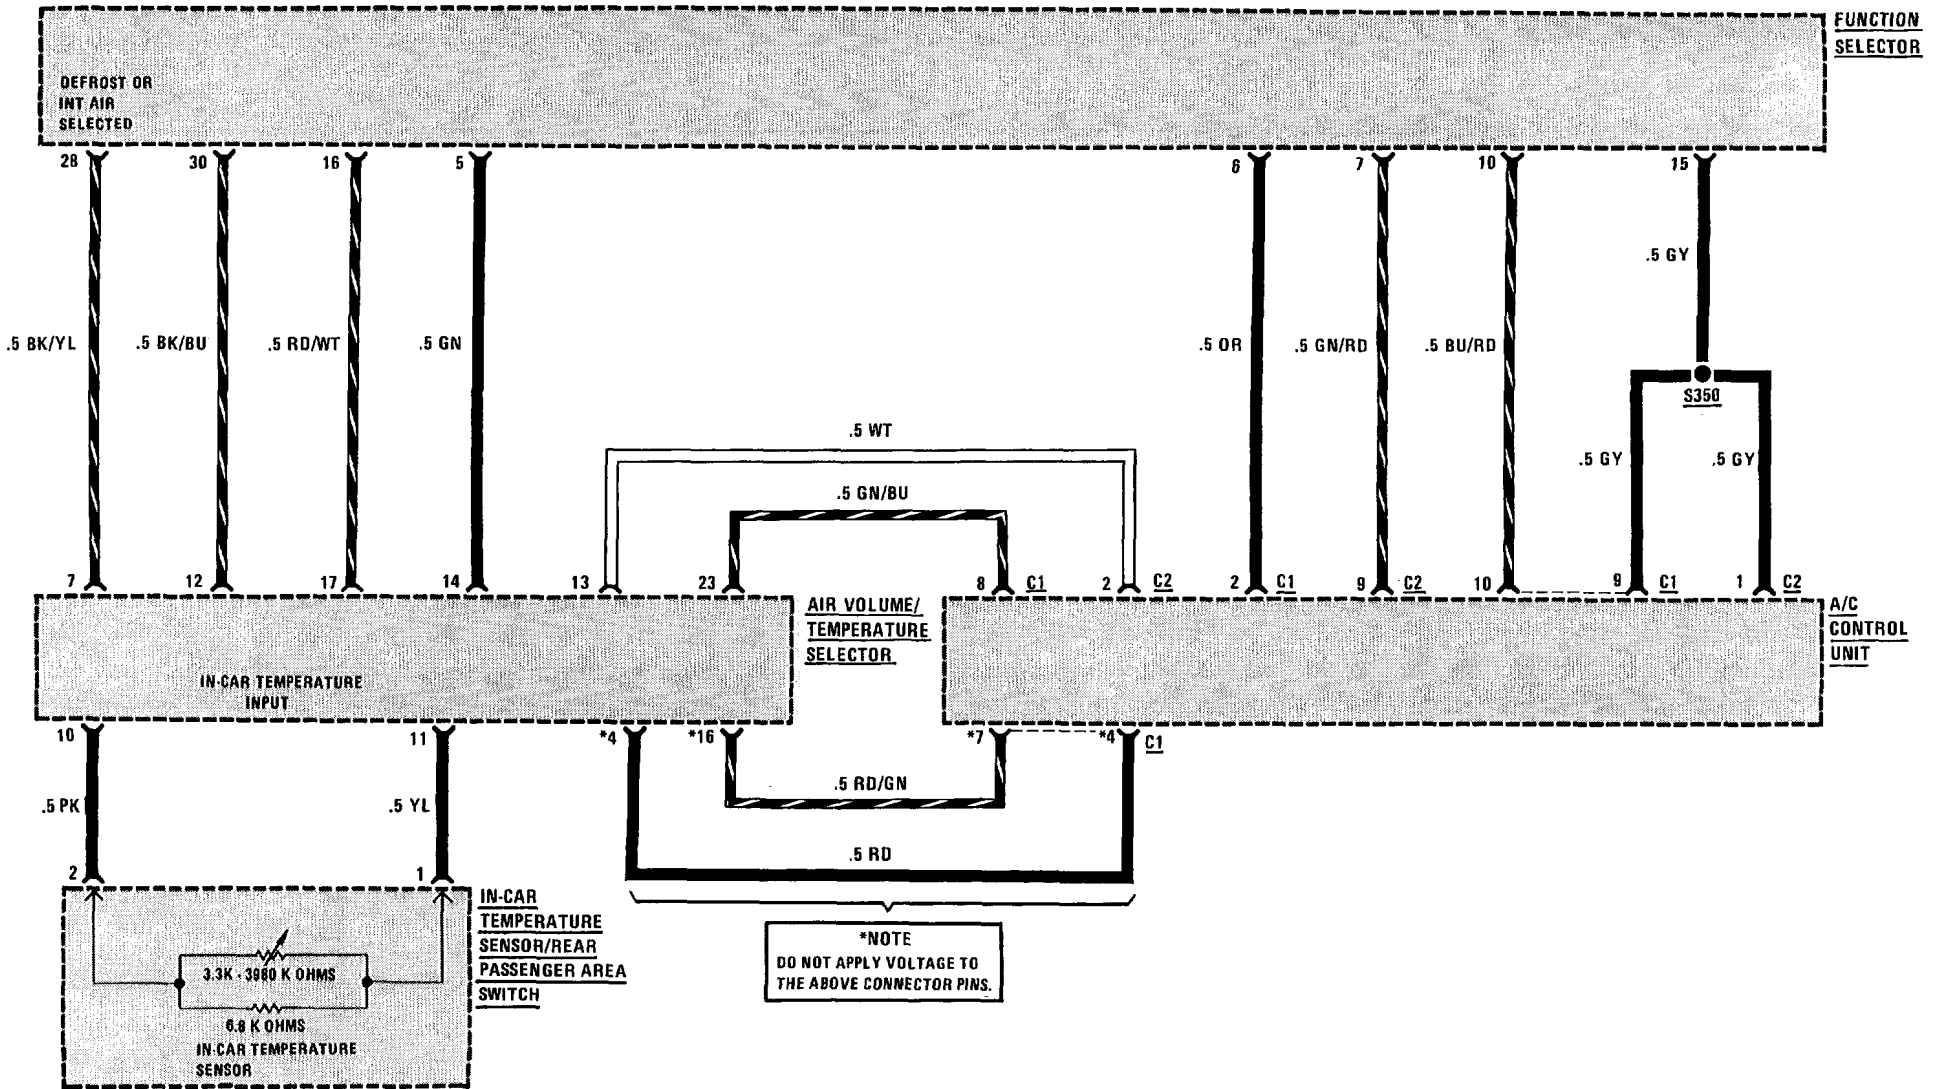 FUNCTION
SELECTOR
DEFROST OR
INT AIR
SELECTED
28 30 16 5 6 7 10 15
.5 GY
.5 BK/YL .5 BK/BU .5 RD/WT .5 GN .5 OR .5 GN/RD .5 BU/RD
S350
.5 WT
.5 GY .5 GY
.5 GN/BU
7 12 17 14 13 23 8 C1 2 C2 2 C1 9 C2 10 9 C1 1 C2
AIR VOLUME/
TEMPERATURE
SELECTOR
A/C
CONTROL
UNIT
IN-CAR TEMPERATURE
INPUT
10 11 *4 *16 *7 *4 C1
.5 PK .5 YL .5 RD/GN
.5 RD
2 1
IN-CAR
TEMPERATURE
SENSOR/REAR
PASSENGER AREA
SWITCH
*NOTE
DO NOT APPLY VOLTAGE TO
THE ABOVE CONNECTOR PINS.
3.3K - 3980 K OHMS
6.8 K OHMS
IN-CAR TEMPERATURE
SENSOR